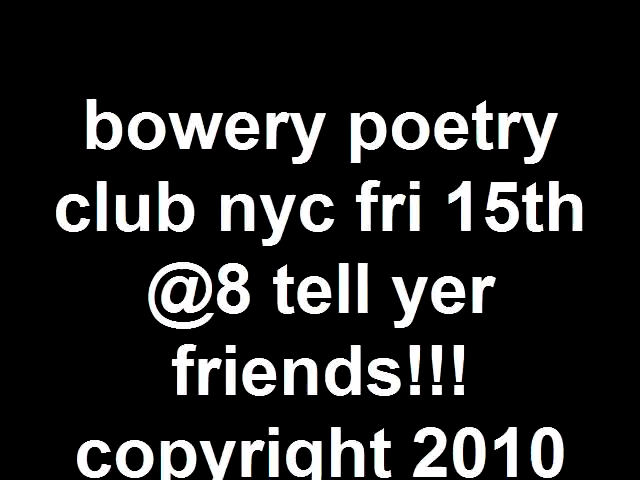 bowery poetry
club nyc fri 15th
@8 tell yer
friends!!!
copyright 2010